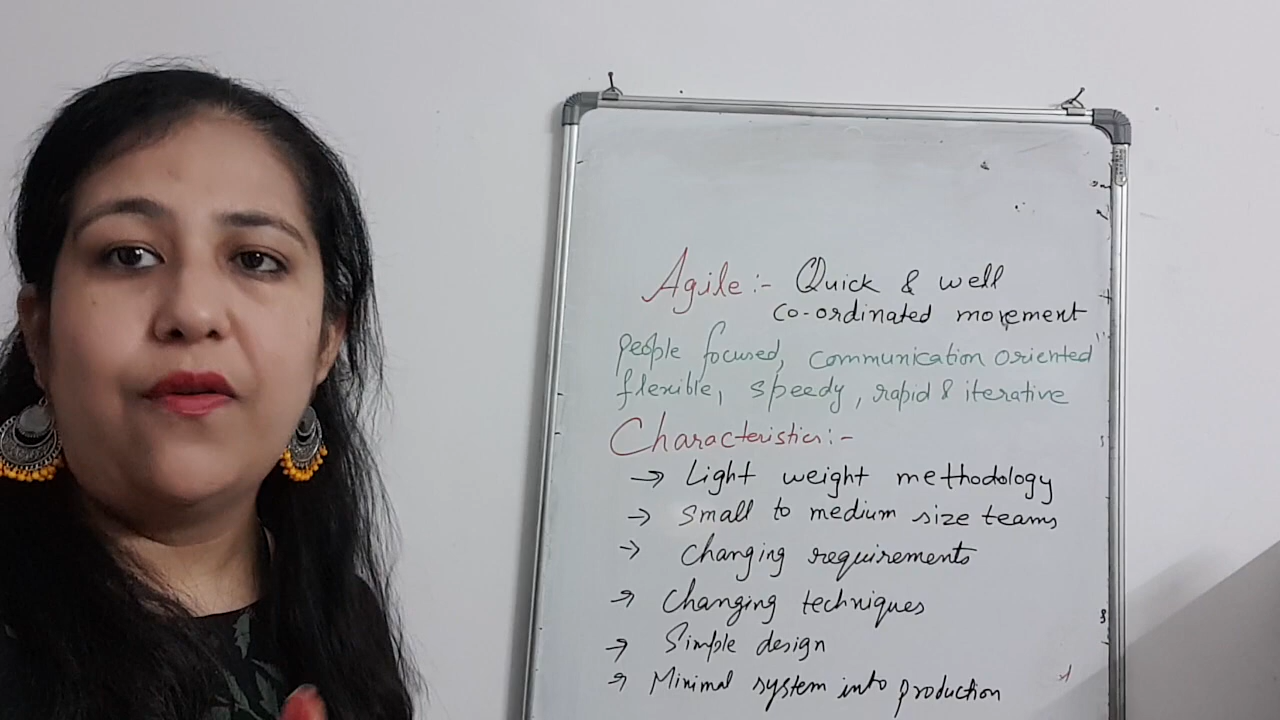 Agile :- Quick & well
co-ordinated movement
People focused, communication oriented
flexible, speedy, rapid & iterative
Characteristics :-
→ Light weight methodology
→ Small to medium size teams
→ Changing requirements
→ Changing techniques
→ Simple design
→ Minimal system into production